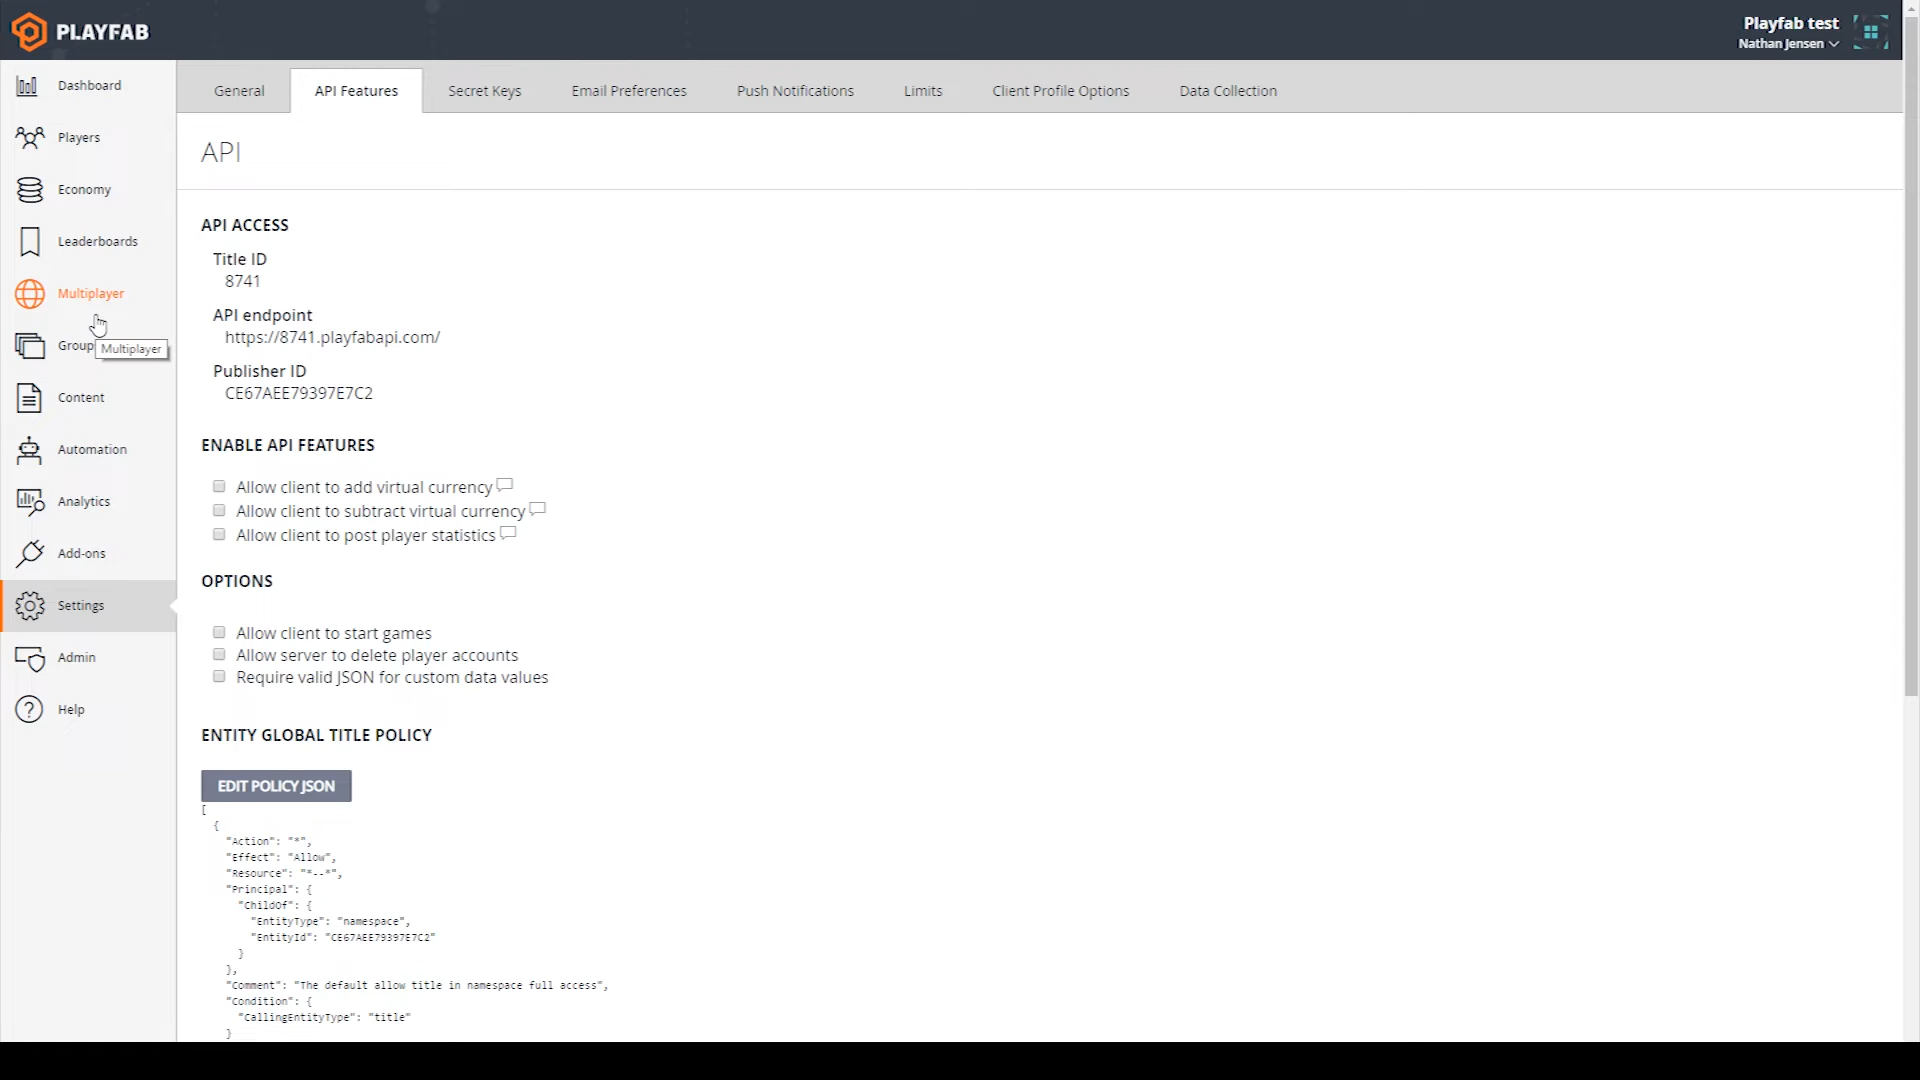 PLAYFAB
Playfab test
Nathan Jensen
Dashboard
Players
Economy
Leaderboards
Multiplayer
Group
Multiplayer
Content
Automation
Analytics
Add-ons
Settings
Admin
Help
General API Features Secret Keys Email Preferences Push Notifications Limits Client Profile Options Data Collection
API
API ACCESS
Title ID
8741
API endpoint
https://8741.playfabapi.com/
Publisher ID
CE67AEE79397E7C2
ENABLE API FEATURES
Allow client to add virtual currency
Allow client to subtract virtual currency
Allow client to post player statistics
OPTIONS
Allow client to start games
Allow server to delete player accounts
Require valid JSON for custom data values
ENTITY GLOBAL TITLE POLICY
EDIT POLICY JSON
[
{
"Action": "*",
"Effect": "Allow",
"Resource": "*--*",
"Principal": {
"ChildOf": {
"EntityType": "namespace",
"EntityId": "CE67AEE79397E7C2"
}
},
"Comment": "The default allow title in namespace full access",
"Condition": {
"CallingEntityType": "title"
}